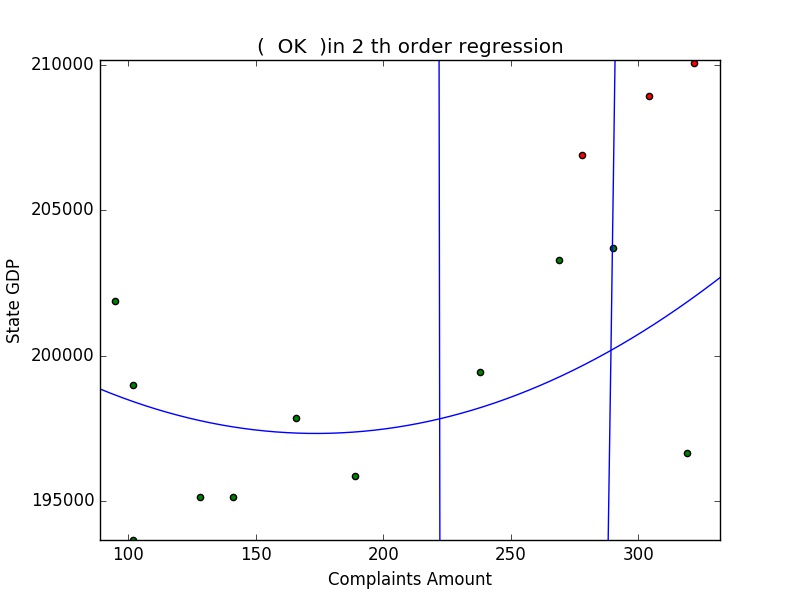 (  OK  )in 2 th order regression
210000
205000
200000
195000
State GDP
100 150 200 250 300
Complaints Amount